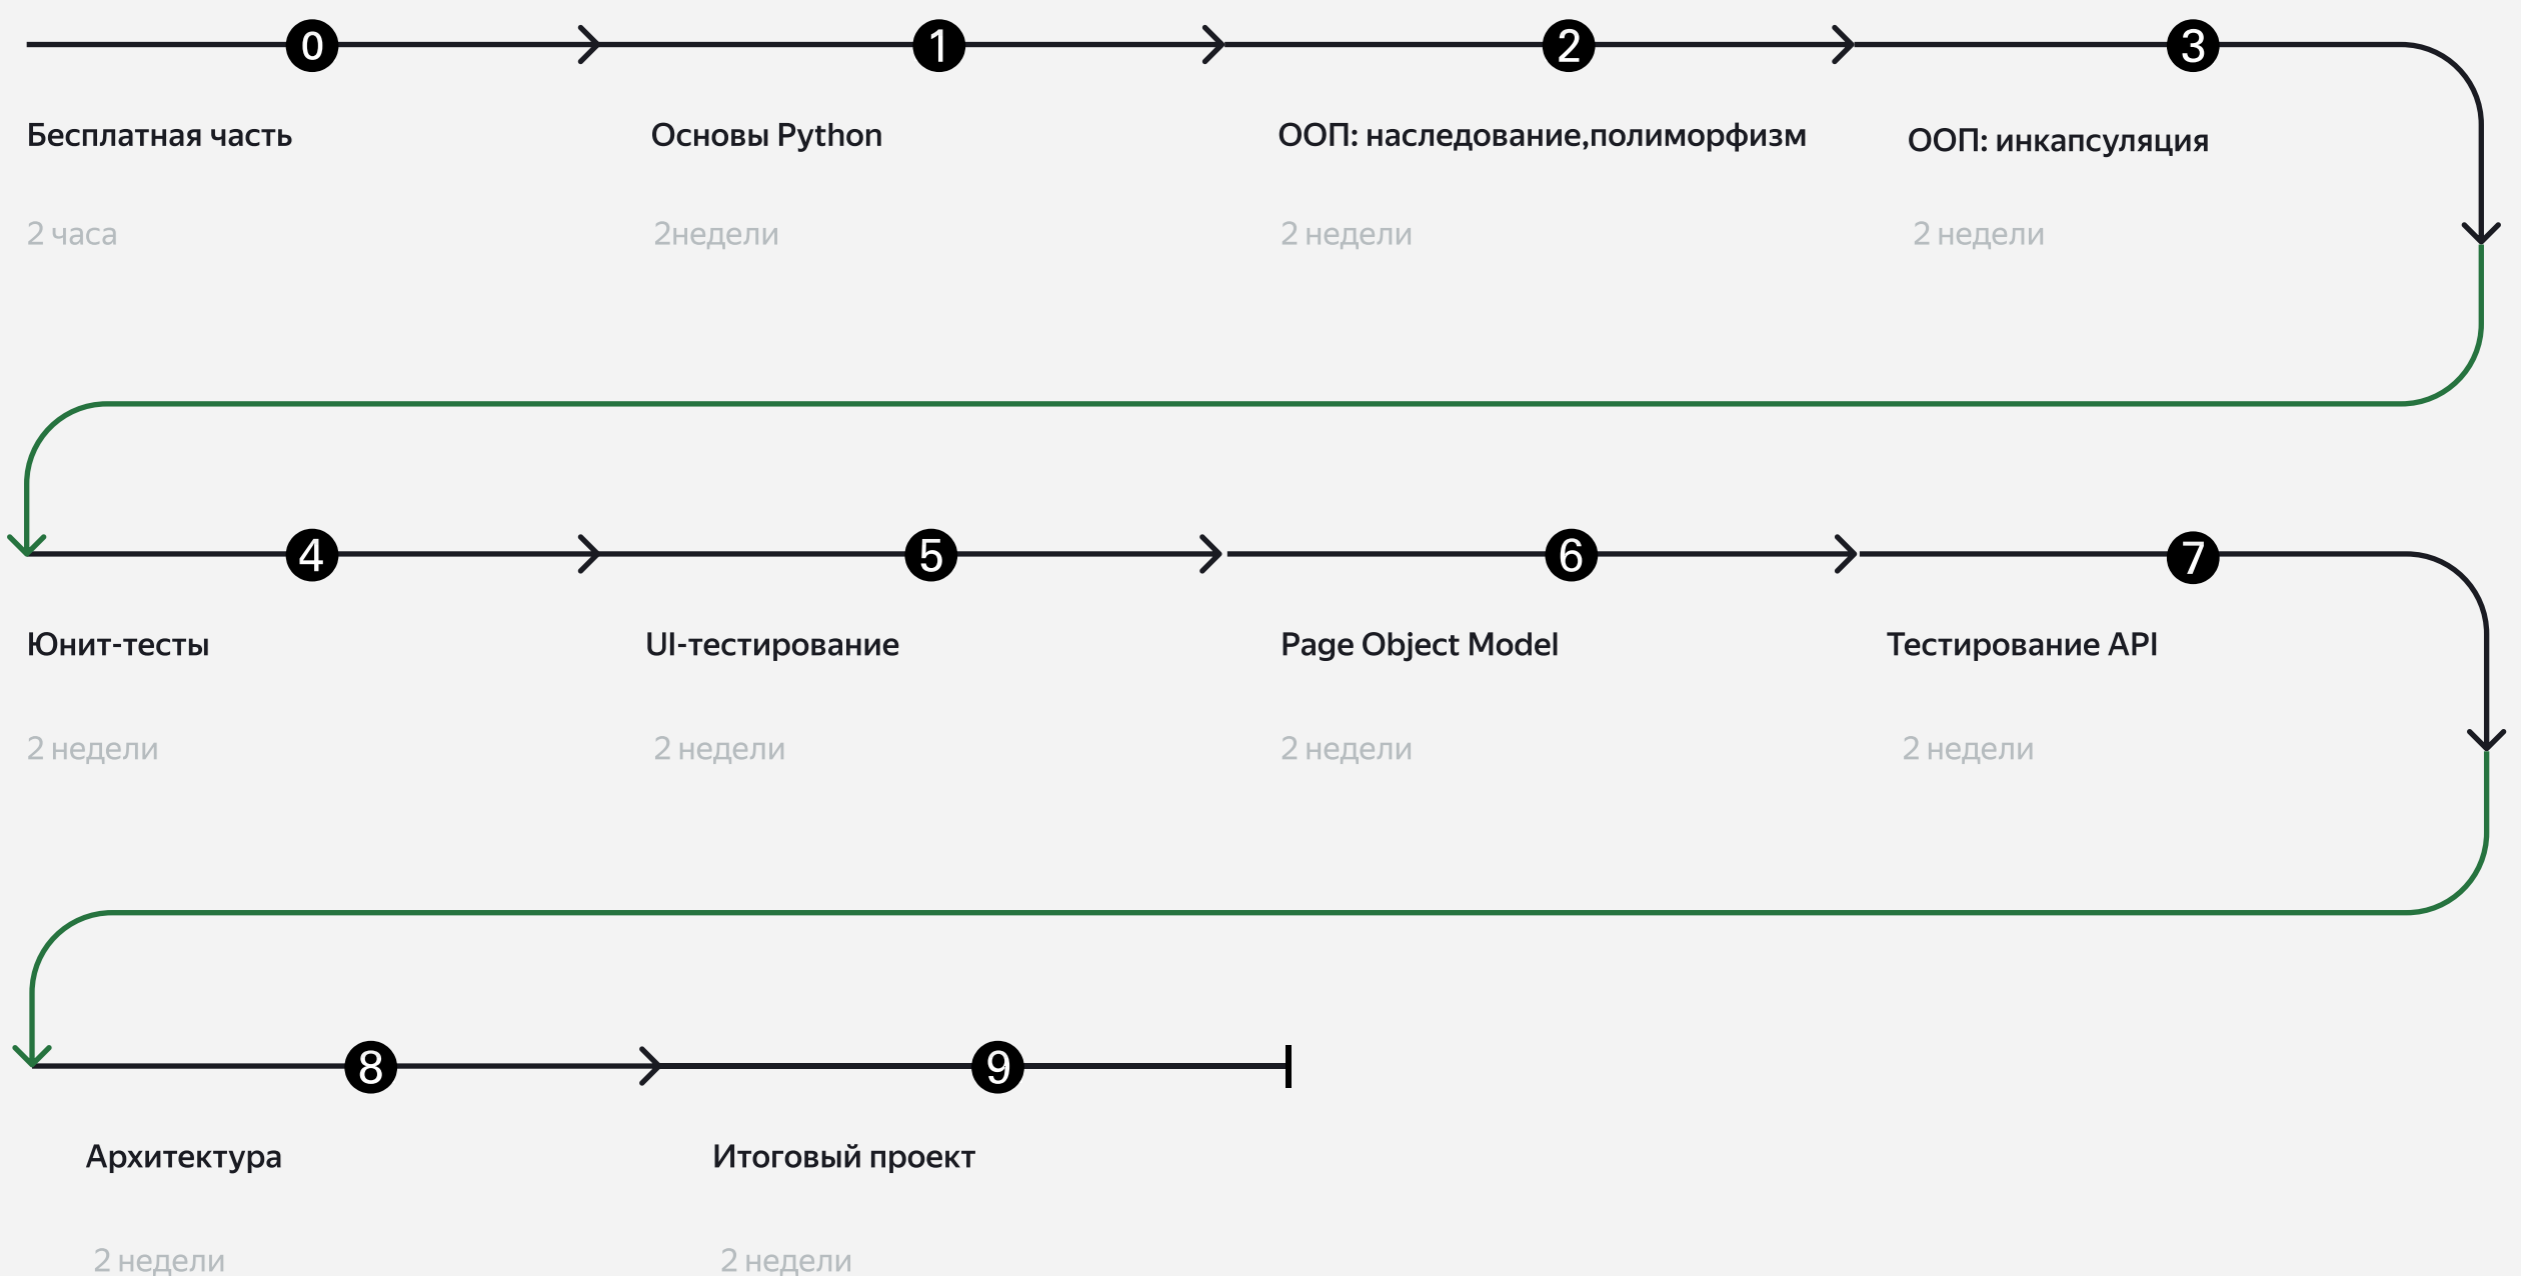 0
1
2
3
Бесплатная часть
Основы Python
ООП: наследование,полиморфизм
ООП: инкапсуляция
2 часа
2недели
2 недели
2 недели
4
5
6
7
Юнит-тесты
UI-тестирование
Page Object Model
Тестирование API
2 недели
2 недели
2 недели
2 недели
8
9
Архитектура
Итоговый проект
2 недели
2 недели